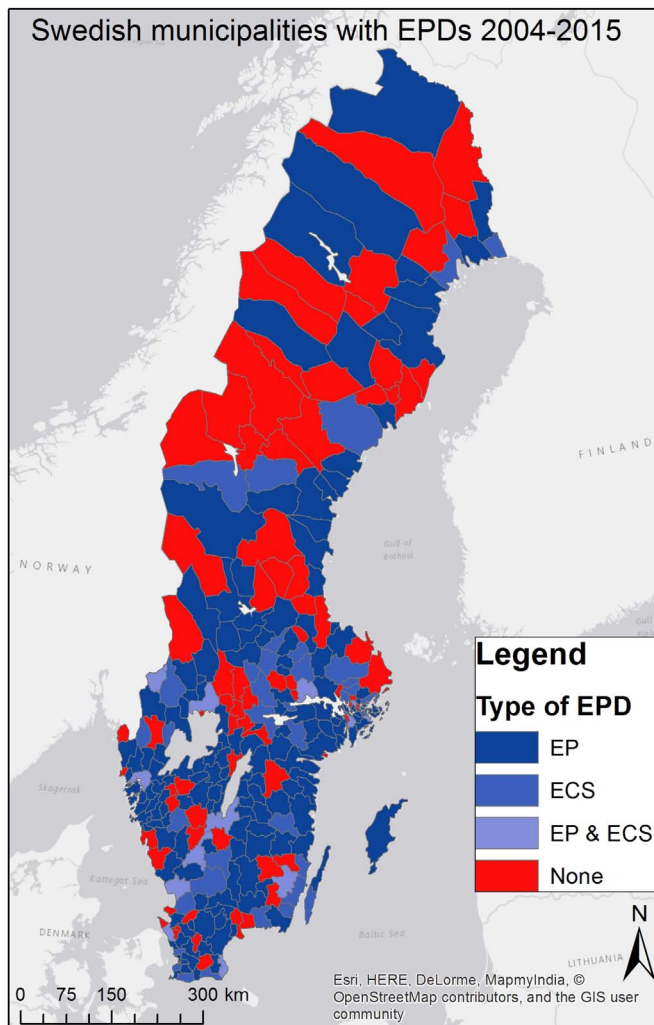 Swedish municipalities with EPDs 2004-2015
FINLAND
Gulf of
Bothnia
NORWAY
Legend
Type of EPD
EP
ECS
EP & ECS
None
Skagerrak
Kattegat Sea
DENMARK
Baltic Sea
LITHUANIA
N
0 75 150 300 km
Esri, HERE, DeLorme, MapmyIndia, ©
OpenStreetMap contributors, and the GIS user
community